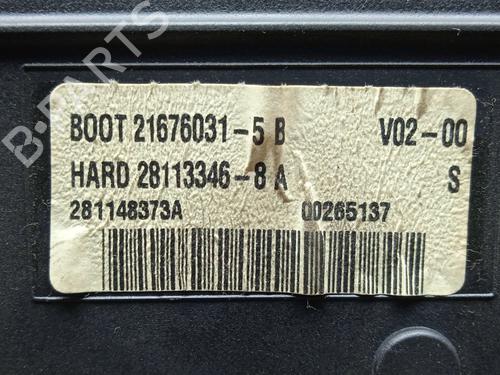 BOOT 21676031-5 B V02-00
HARD 28113346-8 A S
281148373A 00265137
B-PARTS